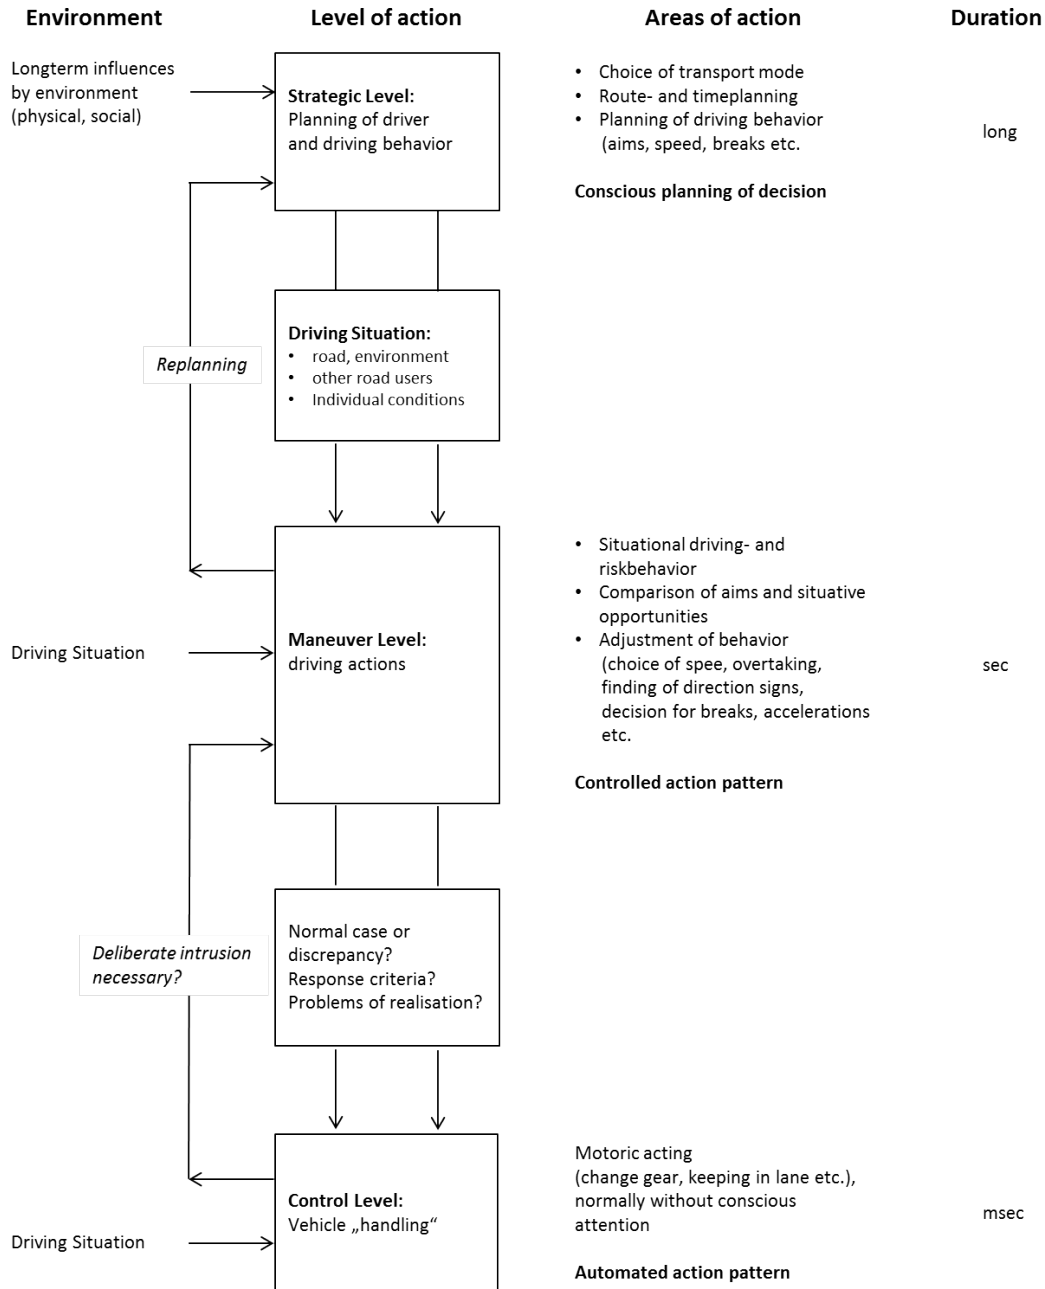 Environment
Level of action
Areas of action
Duration
Longterm influences
by environment
(physical, social)
Strategic Level:
Planning of driver
and driving behavior
• Choice of transport mode
• Route- and timeplanning
• Planning of driving behavior
(aims, speed, breaks etc.
Conscious planning of decision
long
Replanning
Driving Situation:
• road, environment
• other road users
• Individual conditions
Driving Situation
Maneuver Level:
driving actions
• Situational driving- and
riskbehavior
• Comparison of aims and situative
opportunities
• Adjustment of behavior
(choice of spee, overtaking,
finding of direction signs,
decision for breaks, accelerations
etc.
Controlled action pattern
sec
Deliberate intrusion
necessary?
Normal case or
discrepancy?
Response criteria?
Problems of realisation?
Driving Situation
Control Level:
Vehicle „handling“
Motoric acting
(change gear, keeping in lane etc.),
normally without conscious
attention
Automated action pattern
msec